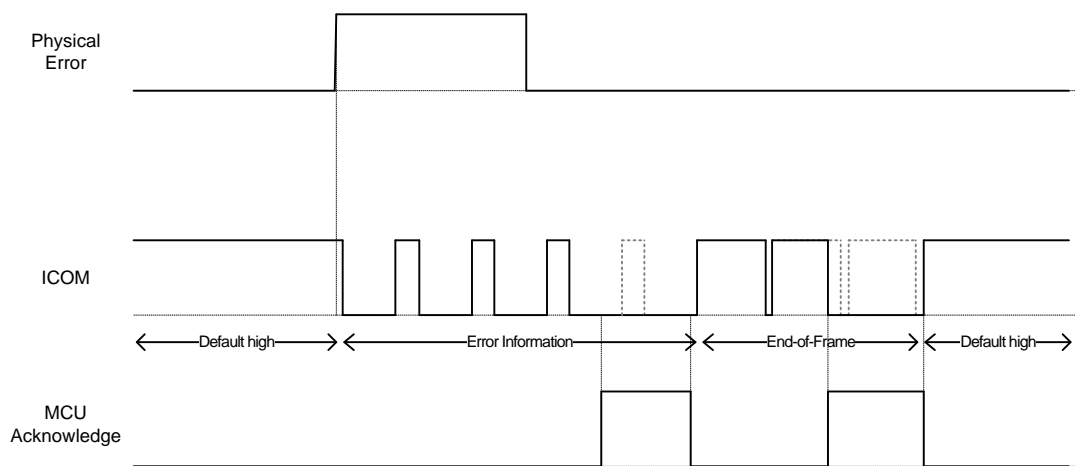 Physical
Error
ICOM
Default high
Error Information
End-of-Frame
Default high
MCU
Acknowledge